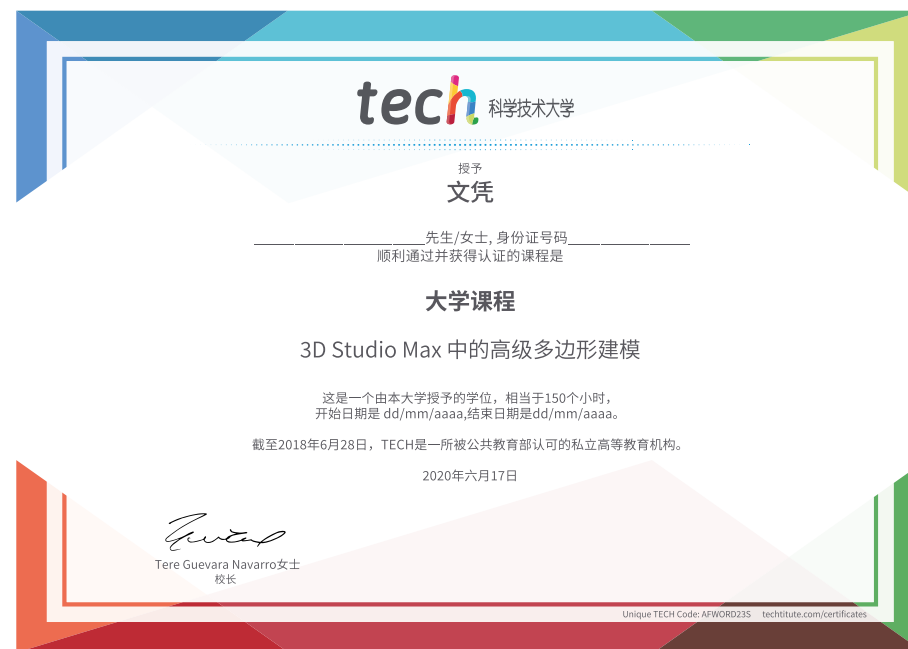 tech 科学技术大学
授予
文凭
____________________先生/女士, 身份证号码______________
顺利通过并获得认证的课程是
大学课程
3D Studio Max 中的高级多边形建模
这是一个由本大学授予的学位，相当于150个小时，
开始日期是 dd/mm/aaaa,结束日期是dd/mm/aaaa。
截至2018年6月28日，TECH是一所被公共教育部认可的私立高等教育机构。
2020年六月17日
Tere Guevara Navarro女士
校长
Unique TECH Code: AFWORD23S techtitute.com/certificates